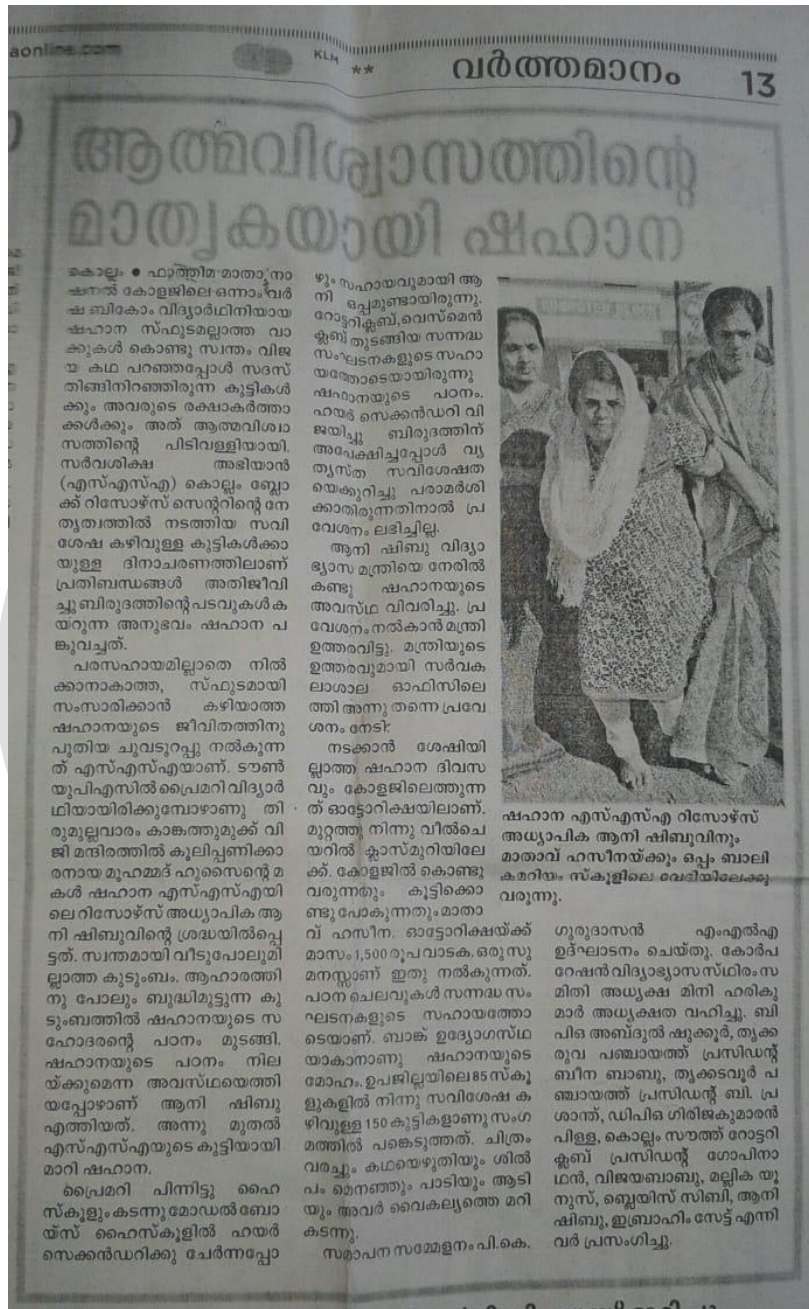 aonline.com
KLM
**
വർത്തമാനം 13
ആത്മവിശ്വാസത്തിന്റെ
മാതൃകയായി ഷഹാന
കൊല്ലം ● ഫാത്തിമ മാതാ നാ
ഷനൽ കോളജിലെ ഒന്നാം വർ
ഷ ബികോം വിദ്യാർഥിനിയായ
ഷഹാന സ്ഫുടമല്ലാത്ത വാ
ക്കുകൾ കൊണ്ടു സ്വന്തം വിജ
യ കഥ പറഞ്ഞപ്പോൾ സദസ്
തിങ്ങിനിറഞ്ഞിരുന്ന കുട്ടികൾ
ക്കും അവരുടെ രക്ഷാകർത്താ
ക്കൾക്കും അത് ആത്മവിശ്വാ
സത്തിന്റെ പിടിവള്ളിയായി.
സർവശിക്ഷ അഭിയാൻ
(എസ്എസ്എ) കൊല്ലം ബ്ലോ
ക്ക് റിസോഴ്സ് സെന്ററിന്റെ നേ
തൃത്വത്തിൽ നടത്തിയ സവി
ശേഷ കഴിവുള്ള കുട്ടികൾക്കാ
യുള്ള ദിനാചരണത്തിലാണ്
പ്രതിബന്ധങ്ങൾ അതിജീവി
ച്ചു ബിരുദത്തിന്റെ പടവുകൾ ക
യറുന്ന അനുഭവം ഷഹാന പ
ങ്കുവച്ചത്.
പരസഹായമില്ലാതെ നിൽ
ക്കാനാകാത്ത, സ്ഫുടമായി
സംസാരിക്കാൻ കഴിയാത്ത
ഷഹാനയുടെ ജീവിതത്തിനു
പുതിയ ചുവടുറപ്പു നൽകുന്ന
ത് എസ്എസ്എയാണ്. ടൗൺ
യുപിഎസിൽ പ്രൈമറി വിദ്യാർ
ഥിയായിരിക്കുമ്പോഴാണു തി
രുമുല്ലവാരം കാങ്കത്തുമുക്ക് വി
ജി മന്ദിരത്തിൽ കൂലിപ്പണിക്കാ
രനായ മുഹമ്മദ് ഹുസൈന്റെ മ
കൾ ഷഹാന എസ്എസ്എയി
ലെ റിസോഴ്സ് അധ്യാപിക ആ
നി ഷിബുവിന്റെ ശ്രദ്ധയിൽപ്പെ
ട്ടത്. സ്വന്തമായി വീടുപോലുമി
ല്ലാത്ത കുടുംബം. ആഹാരത്തി
നു പോലും ബുദ്ധിമുട്ടുന്ന കു
ടുംബത്തിൽ ഷഹാനയുടെ സ
ഹോദരന്റെ പഠനം മുടങ്ങി.
ഷഹാനയുടെ പഠനം നില
യ്ക്കുമെന്ന അവസ്ഥയെത്തി
യപ്പോഴാണ് ആനി ഷിബു
എത്തിയത്. അന്നു മുതൽ
എസ്എസ്എയുടെ കുട്ടിയായി
മാറി ഷഹാന.
പ്രൈമറി പിന്നിട്ടു ഹൈ
സ്കൂളും കടന്നു മോഡൽ ബോ
യ്സ് ഹൈസ്കൂളിൽ ഹയർ
സെക്കൻഡറിക്കു ചേർന്നപ്പോ
ഴും സഹായവുമായി ആ
നി ഒപ്പമുണ്ടായിരുന്നു.
റോട്ടറിക്ലബ്, വൈസ്മെൻ
ക്ലബ് തുടങ്ങിയ സന്നദ്ധ
സംഘടനകളുടെ സഹാ
യത്തോടെയായിരുന്നു
ഷഹാനയുടെ പഠനം.
ഹയർ സെക്കൻഡറി വി
ജയിച്ചു ബിരുദത്തിന്
അപേക്ഷിച്ചപ്പോൾ വ്യ
ത്യസ്ത സവിശേഷത
യെക്കുറിച്ചു പരാമർശി
ക്കാതിരുന്നതിനാൽ പ്ര
വേശനം ലഭിച്ചില്ല.
ആനി ഷിബു വിദ്യാ
ഭ്യാസ മന്ത്രിയെ നേരിൽ
കണ്ടു ഷഹാനയുടെ
അവസ്ഥ വിവരിച്ചു. പ്ര
വേശനം നൽകാൻ മന്ത്രി
ഉത്തരവിട്ടു. മന്ത്രിയുടെ
ഉത്തരവുമായി സർവക
ലാശാല ഓഫിസിലെ
ത്തി അന്നു തന്നെ പ്രവേ
ശനം നേടി.
നടക്കാൻ ശേഷിയി
ല്ലാത്ത ഷഹാന ദിവസ
വും കോളജിലെത്തുന്ന
ത് ഓട്ടോറിക്ഷയിലാണ്.
മുറ്റത്തു നിന്നു വീൽചെ
യറിൽ ക്ലാസ്മുറിയിലേ
ക്ക്. കോളജിൽ കൊണ്ടു
വരുന്നതും കൂട്ടിക്കൊ
ണ്ടു പോകുന്നതും മാതാ
വ് ഹസീന. ഓട്ടോറിക്ഷയ്ക്ക്
മാസം 1,500 രൂപ വാടക. ഒരു സു
മനസ്സാണ് ഇതു നൽകുന്നത്.
പഠന ചെലവുകൾ സന്നദ്ധ സം
ഘടനകളുടെ സഹായത്തോ
ടെയാണ്. ബാങ്ക് ഉദ്യോഗസ്ഥ
യാകാനാണു ഷഹാനയുടെ
മോഹം. ഉപജില്ലയിലെ 85 സ്കൂ
ളുകളിൽ നിന്നു സവിശേഷ ക
ഴിവുള്ള 150 കുട്ടികളാണു സംഗ
മത്തിൽ പങ്കെടുത്തത്. ചിത്രം
വരച്ചും കഥയെഴുതിയും ശിൽ
പം മെനഞ്ഞും പാടിയും ആടി
യും അവർ വൈകല്യത്തെ മറി
കടന്നു.
സമാപന സമ്മേളനം പി.കെ.
ഷഹാന എസ്എസ്എ റിസോഴ്സ്
അധ്യാപിക ആനി ഷിബുവിനും
മാതാവ് ഹസീനയ്ക്കും ഒപ്പം ബാലി
കമറിയം സ്കൂളിലെ വേദിയിലേക്കു
വരുന്നു.
ഗുരുദാസൻ എംഎൽഎ
ഉദ്ഘാടനം ചെയ്തു. കോർപ
റേഷൻ വിദ്യാഭ്യാസ സ്ഥിരം സ
മിതി അധ്യക്ഷ മിനി ഹരികു
മാർ അധ്യക്ഷത വഹിച്ചു. ബി
പിഒ അബ്ദുൽ ഷുക്കൂർ, തൃക്ക
രുവ പഞ്ചായത്ത് പ്രസിഡന്റ്
ബീന ബാബു, തൃക്കടവൂർ പ
ഞ്ചായത്ത് പ്രസിഡന്റ് ബി. പ്ര
ശാന്ത്, ഡിപിഒ ഗിരിജകുമാരൻ
പിള്ള, കൊല്ലം സൗത്ത് റോട്ടറി
ക്ലബ് പ്രസിഡന്റ് ഗോപിനാ
ഥൻ, വിജയബാബു, മല്ലിക യൂ
നുസ്, ബ്ലെയിസ് സിബി, ആനി
ഷിബു, ഇബ്രാഹിം സേട്ട് എന്നി
വർ പ്രസംഗിച്ചു.